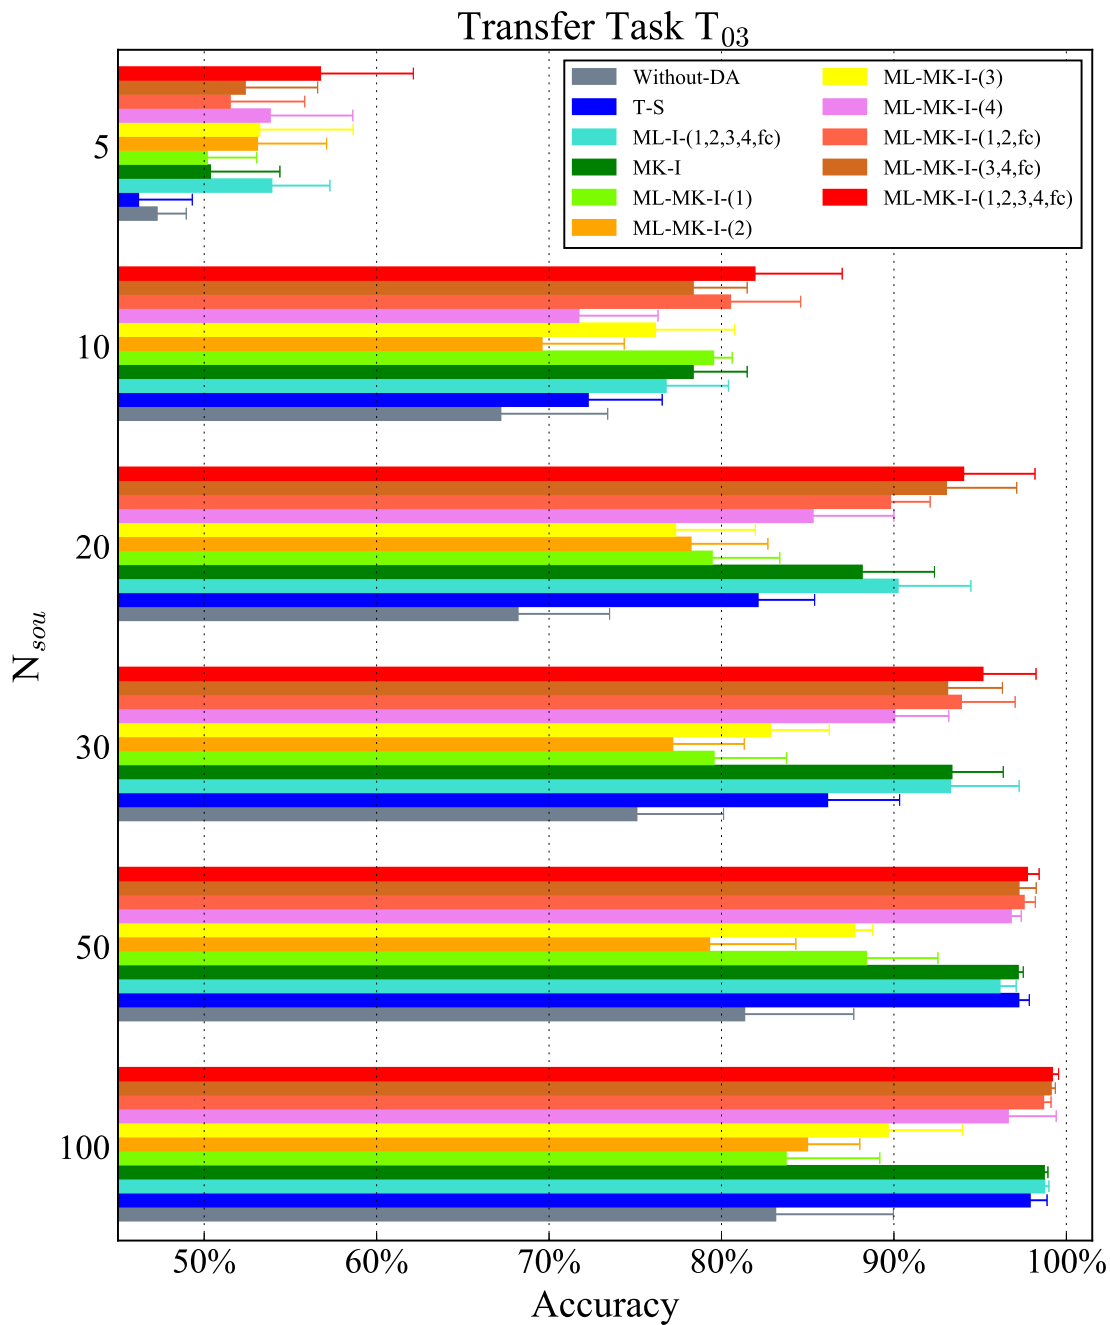 Transfer Task T₀₃
Without-DA
T-S
ML-I-(1,2,3,4,fc)
MK-I
ML-MK-I-(1)
ML-MK-I-(2)
ML-MK-I-(3)
ML-MK-I-(4)
ML-MK-I-(1,2,fc)
ML-MK-I-(3,4,fc)
ML-MK-I-(1,2,3,4,fc)
5
10
20
30
50
100
N_sou
50%
60%
70%
80%
90%
100%
Accuracy